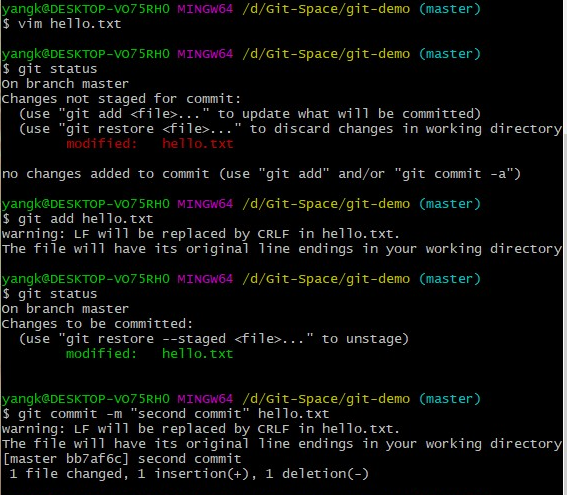 yangk@DESKTOP-VO75RH0 MINGW64 /d/Git-Space/git-demo (master)
$ vim hello.txt
yangk@DESKTOP-VO75RH0 MINGW64 /d/Git-Space/git-demo (master)
$ git status
On branch master
Changes not staged for commit:
  (use "git add <file>..." to update what will be committed)
  (use "git restore <file>..." to discard changes in working directory
        modified:   hello.txt
no changes added to commit (use "git add" and/or "git commit -a")
yangk@DESKTOP-VO75RH0 MINGW64 /d/Git-Space/git-demo (master)
$ git add hello.txt
warning: LF will be replaced by CRLF in hello.txt.
The file will have its original line endings in your working directory
yangk@DESKTOP-VO75RH0 MINGW64 /d/Git-Space/git-demo (master)
$ git status
On branch master
Changes to be committed:
  (use "git restore --staged <file>..." to unstage)
        modified:   hello.txt
yangk@DESKTOP-VO75RH0 MINGW64 /d/Git-Space/git-demo (master)
$ git commit -m "second commit" hello.txt
warning: LF will be replaced by CRLF in hello.txt.
The file will have its original line endings in your working directory
[master bb7af6c] second commit
 1 file changed, 1 insertion(+), 1 deletion(-)